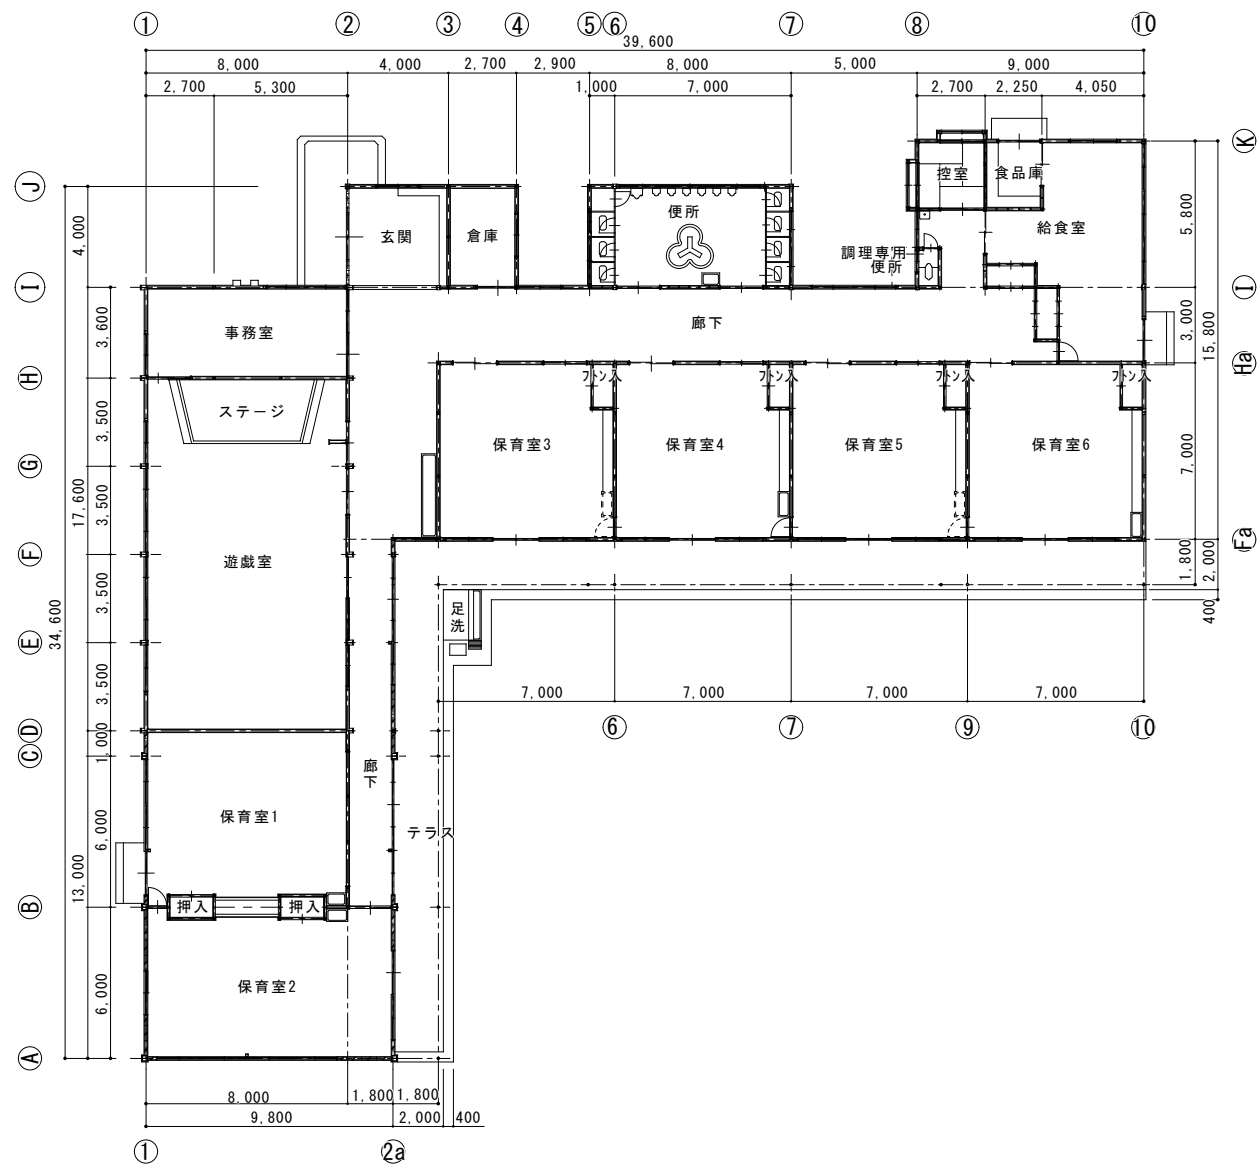 ① ② ③ ④ ⑤ ⑥ ⑦ ⑧ ⑩
39,600
8,000 4,000 2,700 2,900 8,000 5,000 9,000
2,700 5,300 1,000 7,000 2,700 2,250 4,050
Ⓚ
Ⓙ
控室 食品庫
玄関 倉庫 便所
給食室
調理専用
便所
4,000
5,800
Ⓘ Ⓘ
事務室
廊下
3,600
3,000
15,800
Ⓗ Ha
フトン入 フトン入 フトン入 フトン入
ステージ
3,500
保育室3 保育室4 保育室5 保育室6
7,000
Ⓖ
17,600
3,500
Ⓕ Fa
遊戯室
3,500
1,800
2,000
400
足洗
Ⓔ
34,600
3,500
7,000 7,000 7,000 7,000
Ⓓ
⑥ ⑦ ⑨ ⑩
1,000
Ⓒ
廊下
保育室1
テラス
6,000
13,000
Ⓑ
押入 押入
保育室2
6,000
Ⓐ
8,000 1,800 1,800
9,800 2,000 400
① 2a